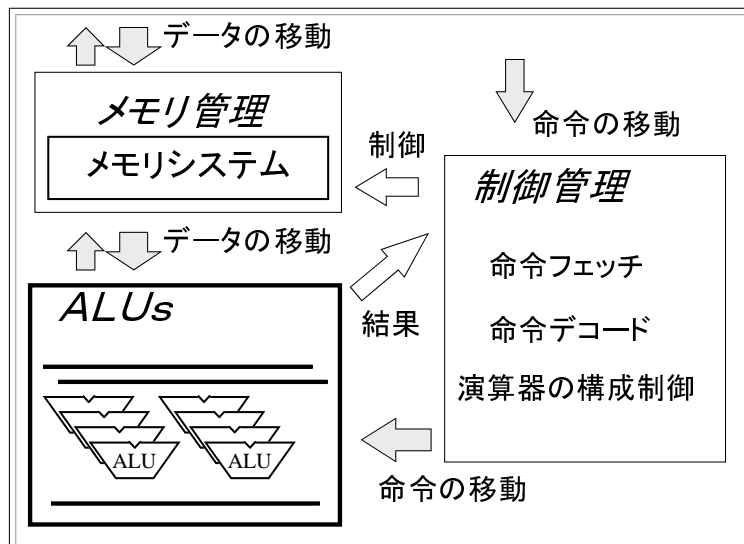 データの移動
メモリ管理
メモリシステム
データの移動
命令の移動
制御
制御管理
命令フェッチ
命令デコード
演算器の構成制御
結果
ALUs
ALU
ALU
命令の移動